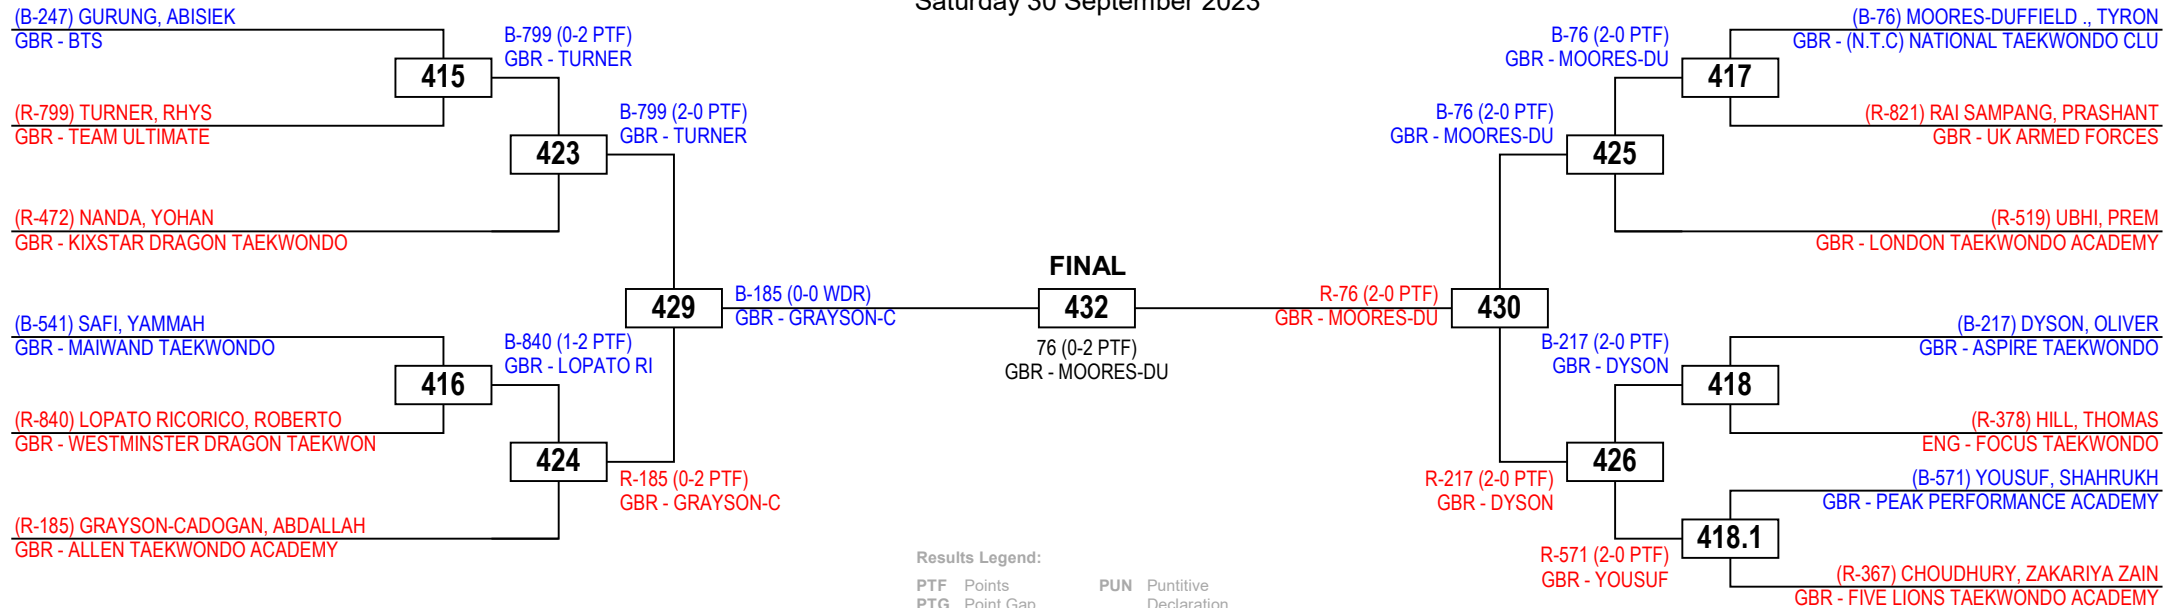 Saturday 30 September 2023
(B-247) GURUNG, ABISIEK
GBR - BTS
415
(R-799) TURNER, RHYS
GBR - TEAM ULTIMATE
B-799 (0-2 PTF)
GBR - TURNER
423
(R-472) NANDA, YOHAN
GBR - KIXSTAR DRAGON TAEKWONDO
B-799 (2-0 PTF)
GBR - TURNER
429
(B-541) SAFI, YAMMAH
GBR - MAIWAND TAEKWONDO
416
(R-840) LOPATO RICORICO, ROBERTO
GBR - WESTMINSTER DRAGON TAEKWON
B-840 (1-2 PTF)
GBR - LOPATO RI
424
(R-185) GRAYSON-CADOGAN, ABDALLAH
GBR - ALLEN TAEKWONDO ACADEMY
R-185 (0-2 PTF)
GBR - GRAYSON-C
B-185 (0-0 WDR)
GBR - GRAYSON-C
FINAL
432
76 (0-2 PTF)
GBR - MOORES-DU
R-76 (2-0 PTF)
GBR - MOORES-DU
430
B-76 (2-0 PTF)
GBR - MOORES-DU
425
B-76 (2-0 PTF)
GBR - MOORES-DU
417
(B-76) MOORES-DUFFIELD ., TYRON
GBR - (N.T.C) NATIONAL TAEKWONDO CLU
(R-821) RAI SAMPANG, PRASHANT
GBR - UK ARMED FORCES
(R-519) UBHI, PREM
GBR - LONDON TAEKWONDO ACADEMY
B-217 (2-0 PTF)
GBR - DYSON
418
(B-217) DYSON, OLIVER
GBR - ASPIRE TAEKWONDO
(R-378) HILL, THOMAS
ENG - FOCUS TAEKWONDO
426
R-217 (2-0 PTF)
GBR - DYSON
(B-571) YOUSUF, SHAHRUKH
GBR - PEAK PERFORMANCE ACADEMY
418.1
R-571 (2-0 PTF)
GBR - YOUSUF
(R-367) CHOUDHURY, ZAKARIYA ZAIN
GBR - FIVE LIONS TAEKWONDO ACADEMY
Results Legend:
PTF Points PUN Puntitive
PTG Point Gap Declaration